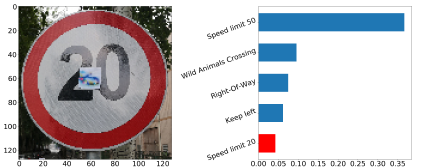 0
20
40
60
80
100
120
0 20 40 60 80 100 120
20
Speed limit 50
Wild Animals Crossing
Right-Of-Way
Keep left
Speed limit 20
0.00 0.05 0.10 0.15 0.20 0.25 0.30 0.35